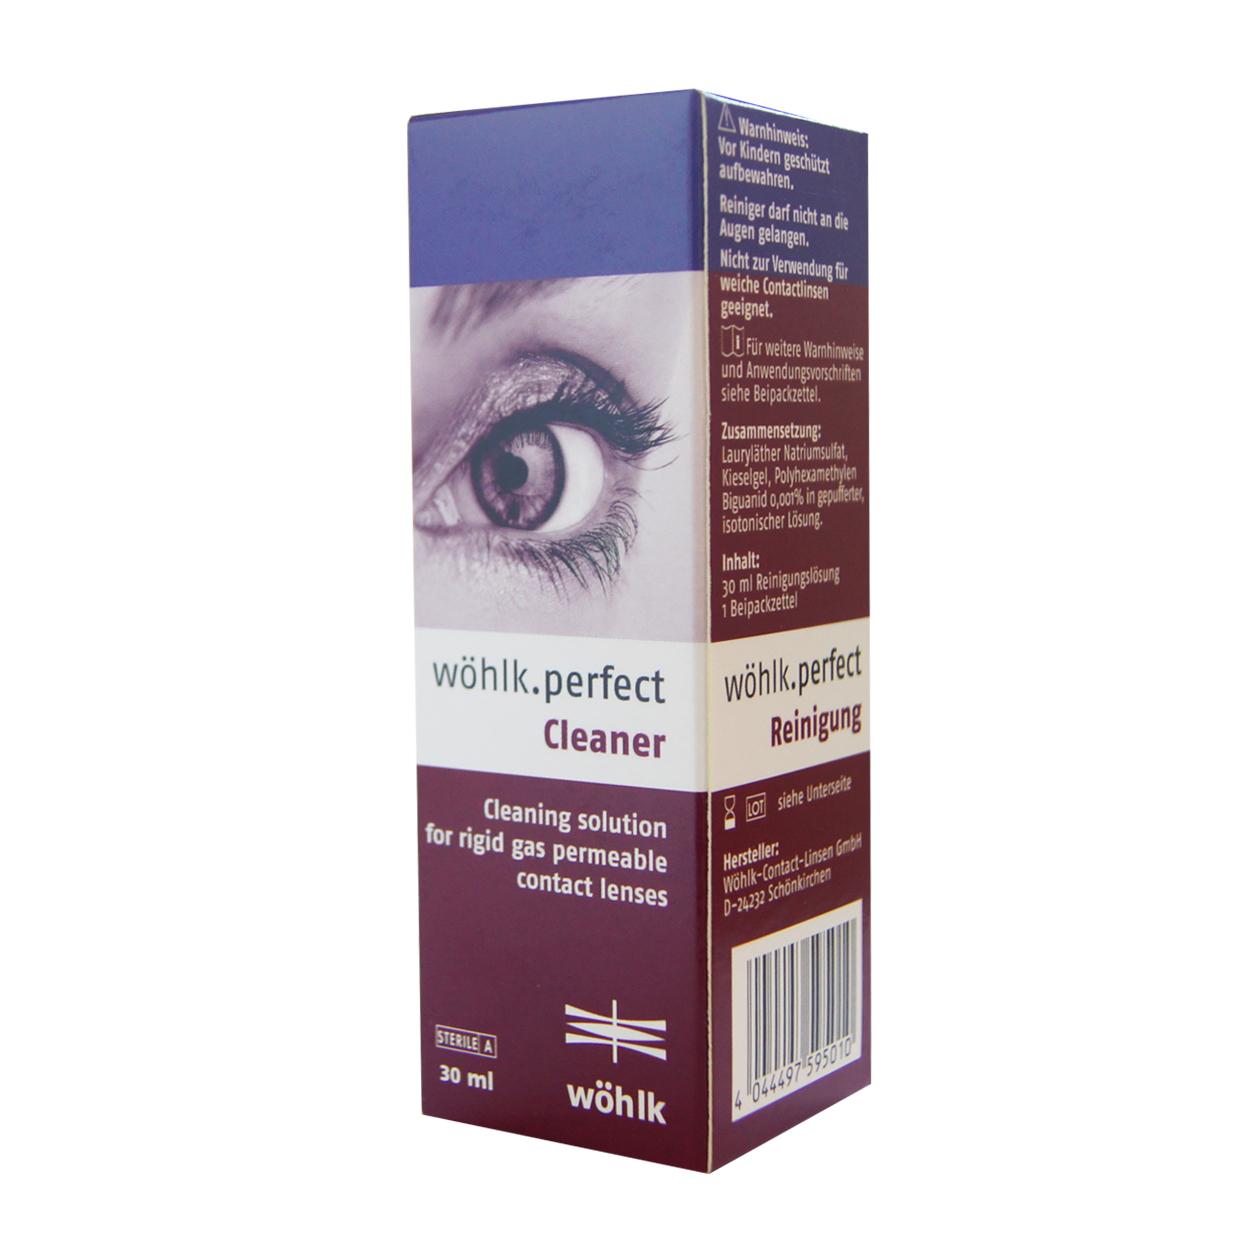 wöhlk.perfect
Cleaner
Cleaning solution
for rigid gas permeable
contact lenses
STERILE A
30 ml
wöhlk
Warnhinweis:
Vor Kindern geschützt
aufbewahren.
Reiniger darf nicht an die
Augen gelangen.
Nicht zur Verwendung für
weiche Contactlinsen
geeignet.
i Für weitere Warnhinweise
und Anwendungsvorschriften
siehe Beipackzettel.
Zusammensetzung:
Lauryläther Natriumsulfat,
Kieselgel, Polyhexamethylen
Biguanid 0,001% in gepufferter,
isotonischer Lösung.
Inhalt:
30 ml Reinigungslösung
1 Beipackzettel
wöhlk.perfect
Reinigung
LOT siehe Unterseite
Hersteller:
Wöhlk-Contact-Linsen GmbH
D-24232 Schönkirchen
4 044497 595010